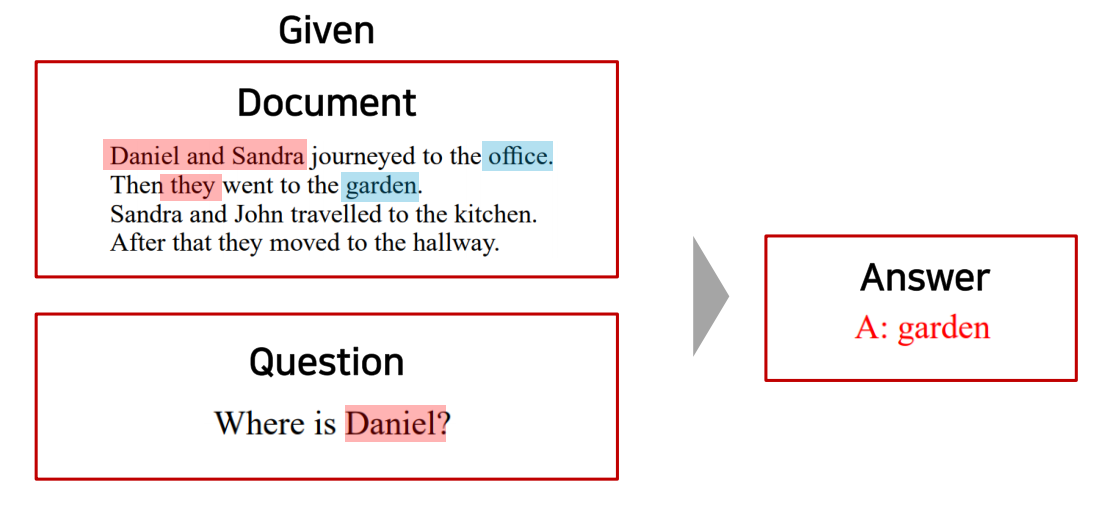 Given
Document
Daniel and Sandra journeyed to the office.
Then they went to the garden.
Sandra and John travelled to the kitchen.
After that they moved to the hallway.
Question
Where is Daniel?
Answer
A: garden